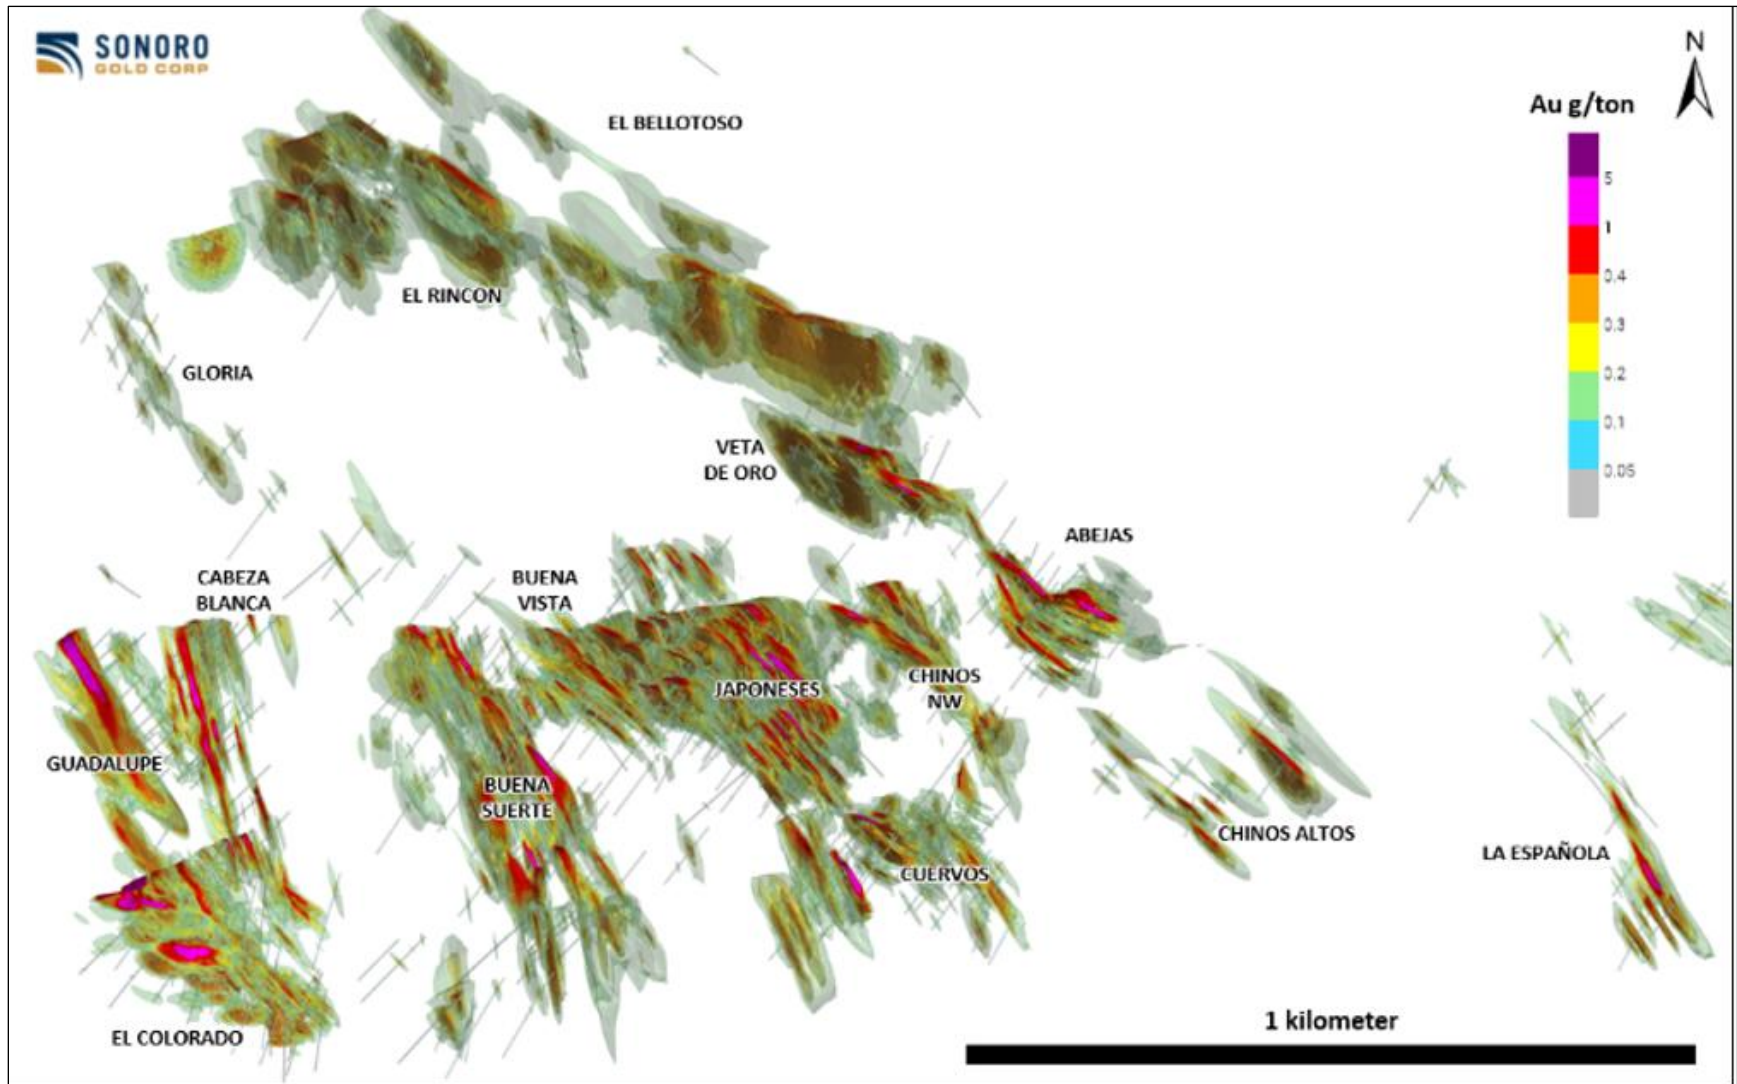 SONORO
GOLD CORP
N
Au g/ton
5
1
0.4
0.3
0.2
0.1
0.05
EL BELLOTOSO
EL RINCON
GLORIA
VETA
DE ORO
ABEJAS
CABEZA
BLANCA
BUENA
VISTA
JAPONESES
CHINOS
NW
GUADALUPE
BUENA
SUERTE
CHINOS ALTOS
LA ESPAÑOLA
CUERVOS
EL COLORADO
1 kilometer